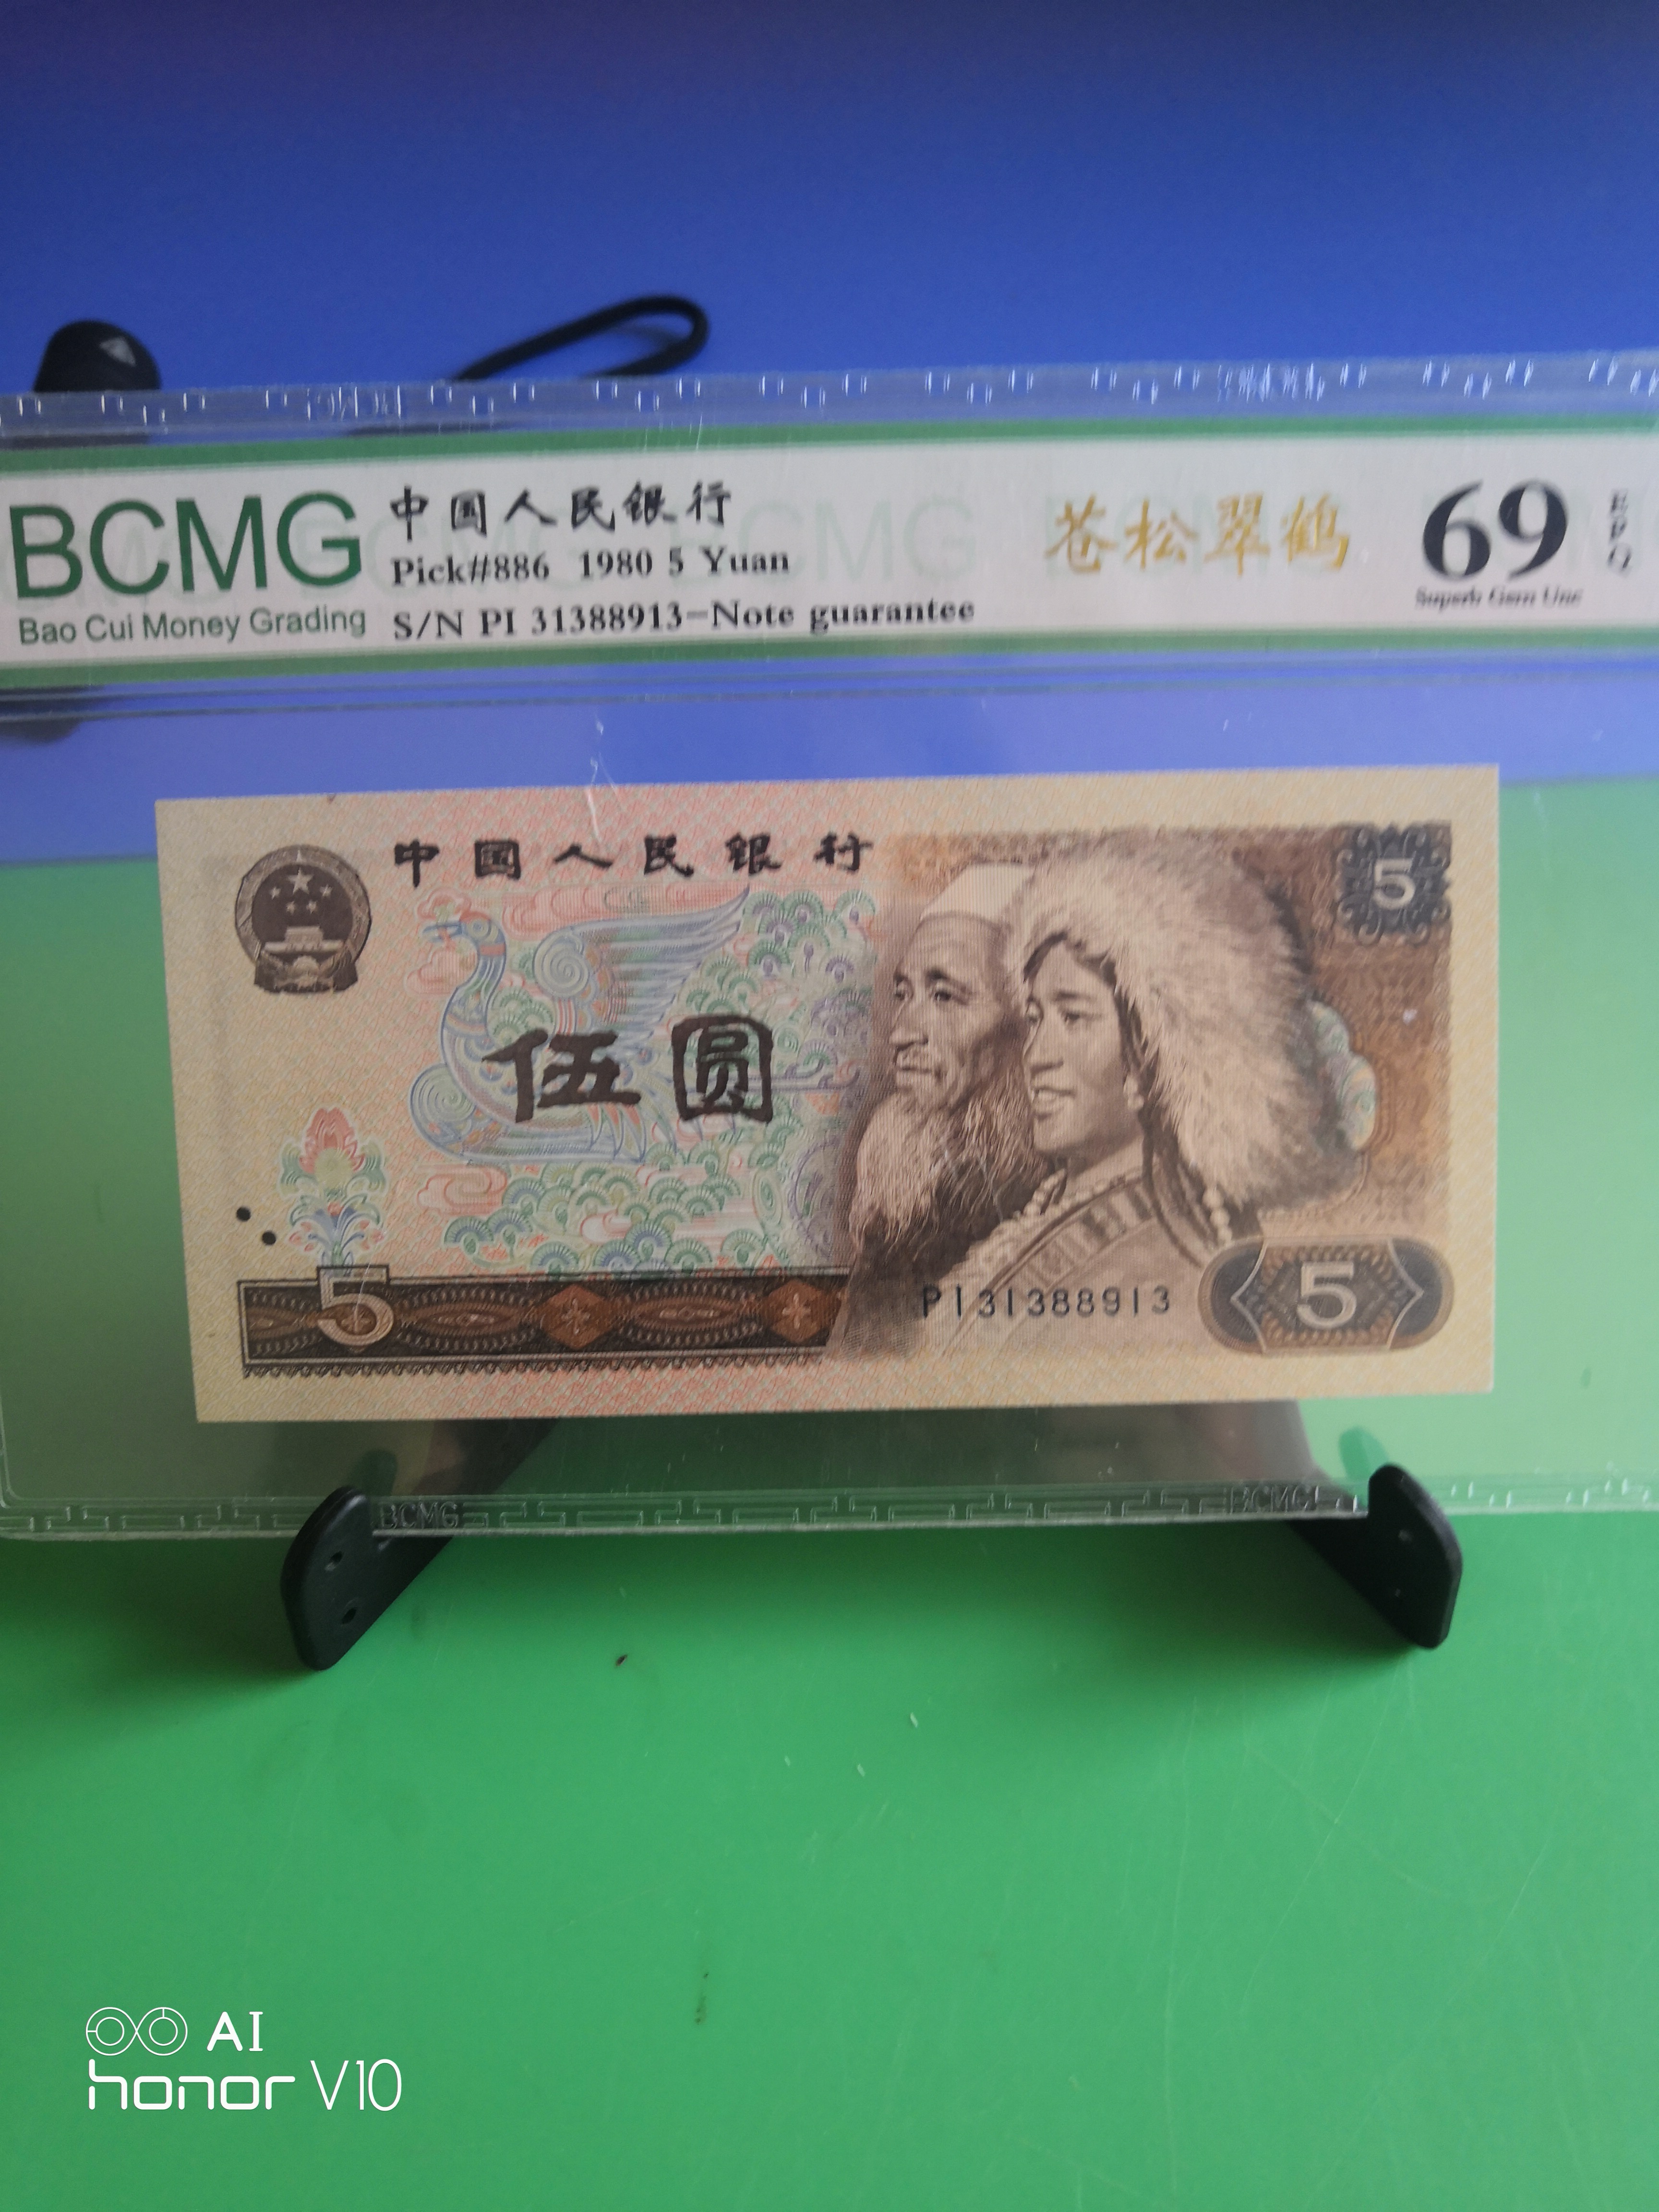 BCMG
Bao Cui Money Grading
中国人民银行
Pick#886 1980 5 Yuan
S/N PI 31388913-Note guarantee
苍松翠鹤
69
EPQ
Superb Gem Unc
中国人民银行
5
伍圆
5
PI31388913
5
BCMG
BCMG
AI
honor V10